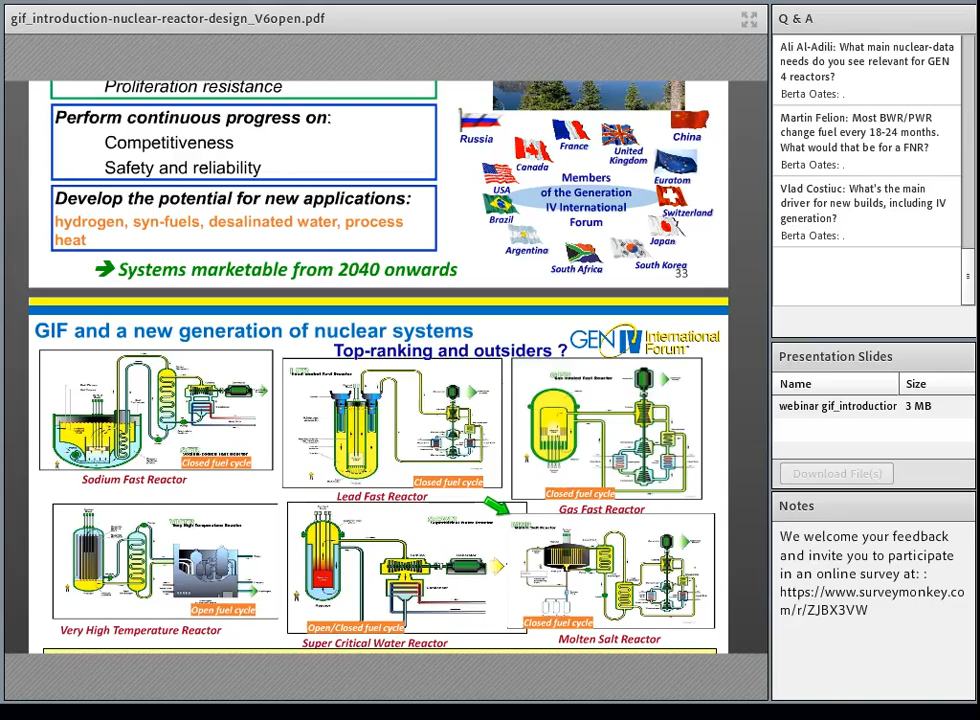 gif_introduction-nuclear-reactor-design_V6open.pdf
Proliferation resistance
Perform continuous progress on:
Competitiveness
Safety and reliability
Develop the potential for new applications:
hydrogen, syn-fuels, desalinated water, process
heat
Systems marketable from 2040 onwards
Russia
France
United
Kingdom
China
Canada
USA
Members
of the Generation
IV International
Forum
Euratom
Brazil
Switzerland
Argentina
Japan
South Africa
South Korea
33
GIF and a new generation of nuclear systems
Top-ranking and outsiders ?
GEN IV International
Forum
Closed fuel cycle
Sodium Fast Reactor
Closed fuel cycle
Lead Fast Reactor
Closed fuel cycle
Gas Fast Reactor
Very High Temperature Reactor
Open fuel cycle
Very High Temperature Reactor
Open/Closed fuel cycle
Super Critical Water Reactor
Closed fuel cycle
Molten Salt Reactor
Q & A
Ali Al-Adili: What main nuclear-data
needs do you see relevant for GEN
4 reactors?
Berta Oates: .
Martin Felion: Most BWR/PWR
change fuel every 18-24 months.
What would that be for a FNR?
Berta Oates: .
Vlad Costiuc: What's the main
driver for new builds, including IV
generation?
Berta Oates: .
Presentation Slides
Name Size
webinar gif_introduction 3 MB
Download File(s)
Notes
We welcome your feedback
and invite you to participate
in an online survey at: :
https://www.surveymonkey.co
m/r/ZJBX3VW